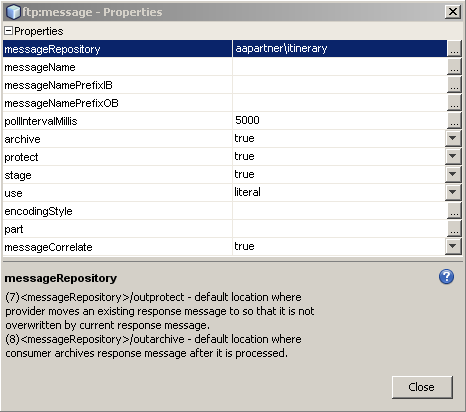 ftp:message - Properties
Properties
messageRepository aapartner\itinerary ...
messageName ...
messageNamePrefixIB ...
messageNamePrefixOB ...
pollIntervalMillis 5000 ...
archive true
protect true
stage true
use literal
encodingStyle ...
part ...
messageCorrelate true
messageRepository
(7)<messageRepository>/outprotect - default location where
provider moves an existing response message to so that it is not
overwritten by current response message.
(8)<messageRepository>/outarchive - default location where
consumer archives response message after it is processed.
Close